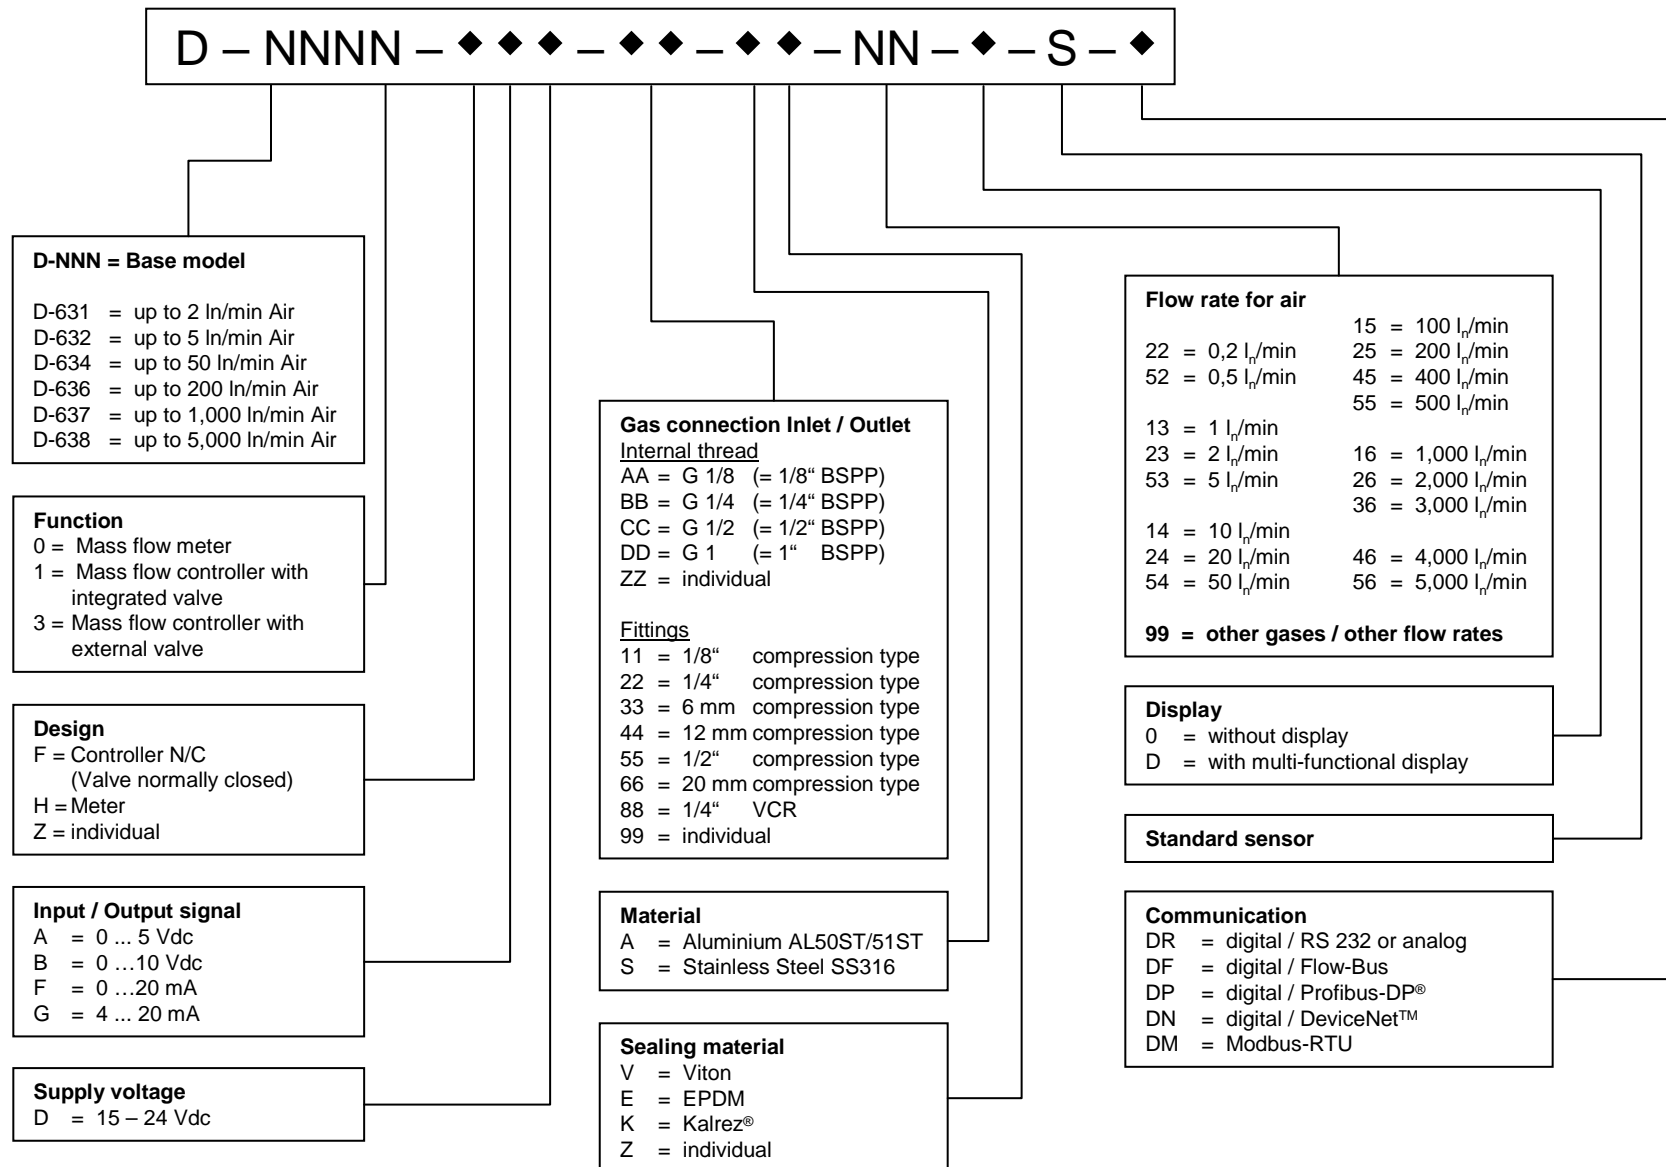 D – NNNN – ◆ ◆ ◆ – ◆ ◆ – ◆ ◆ – NN – ◆ – S – ◆
D-NNN = Base model
D-631 = up to 2 ln/min Air
D-632 = up to 5 ln/min Air
D-634 = up to 50 ln/min Air
D-636 = up to 200 ln/min Air
D-637 = up to 1,000 ln/min Air
D-638 = up to 5,000 ln/min Air
Function
0 = Mass flow meter
1 = Mass flow controller with
integrated valve
3 = Mass flow controller with
external valve
Design
F = Controller N/C
(Valve normally closed)
H = Meter
Z = individual
Input / Output signal
A = 0 ... 5 Vdc
B = 0 ...10 Vdc
F = 0 ...20 mA
G = 4 ... 20 mA
Supply voltage
D = 15 – 24 Vdc
Gas connection Inlet / Outlet
Internal thread
AA = G 1/8 (= 1/8“ BSPP)
BB = G 1/4 (= 1/4“ BSPP)
CC = G 1/2 (= 1/2“ BSPP)
DD = G 1 (= 1“ BSPP)
ZZ = individual
Fittings
11 = 1/8“ compression type
22 = 1/4“ compression type
33 = 6 mm compression type
44 = 12 mm compression type
55 = 1/2“ compression type
66 = 20 mm compression type
88 = 1/4“ VCR
99 = individual
Material
A = Aluminium AL50ST/51ST
S = Stainless Steel SS316
Sealing material
V = Viton
E = EPDM
K = Kalrez®
Z = individual
Flow rate for air
22 = 0,2 ln/min
52 = 0,5 ln/min
13 = 1 ln/min
23 = 2 ln/min
53 = 5 ln/min
14 = 10 ln/min
24 = 20 ln/min
54 = 50 ln/min
15 = 100 ln/min
25 = 200 ln/min
45 = 400 ln/min
55 = 500 ln/min
16 = 1,000 ln/min
26 = 2,000 ln/min
36 = 3,000 ln/min
46 = 4,000 ln/min
56 = 5,000 ln/min
99 = other gases / other flow rates
Display
0 = without display
D = with multi-functional display
Standard sensor
Communication
DR = digital / RS 232 or analog
DF = digital / Flow-Bus
DP = digital / Profibus-DP®
DN = digital / DeviceNet™
DM = Modbus-RTU